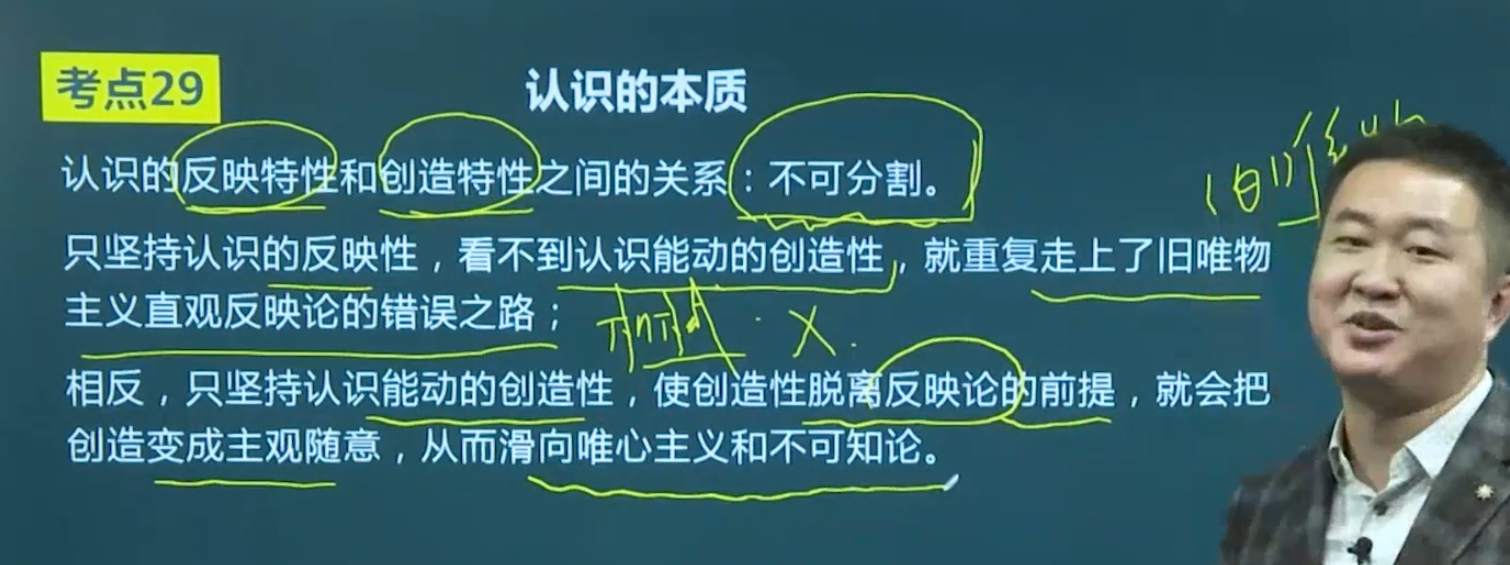 考点29
认识的本质
认识的反映特性和创造特性之间的关系：不可分割。
只坚持认识的反映性，看不到认识能动的创造性，就重复走上了旧唯物
主义直观反映论的错误之路；
相反，只坚持认识能动的创造性，使创造性脱离反映论的前提，就会把
创造变成主观随意，从而滑向唯心主义和不可知论。